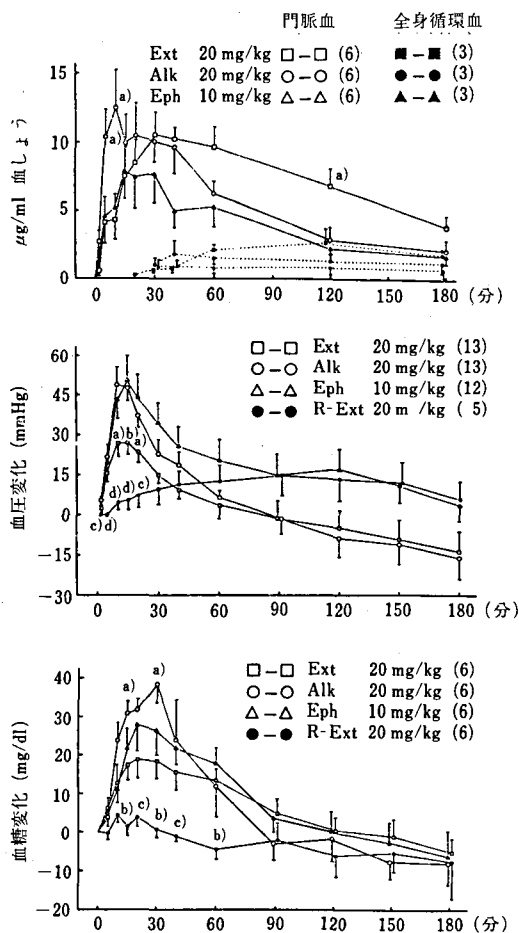 門脈血 全身循環血
Ext 20 mg/kg □–□ (6) ■–■ (3)
Alk 20 mg/kg ○–○ (6) ●–● (3)
Eph 10 mg/kg △–△ (6) ▲–▲ (3)
μg/ml 血しょう
15
10
5
0
a)
a)
a)
0 30 60 120 180 (分)
血圧変化 (mmHg)
60
45
30
15
0
−15
−30
□–□ Ext 20 mg/kg (13)
○–○ Alk 20 mg/kg (13)
△–△ Eph 10 mg/kg (12)
●–● R-Ext 20 m /kg ( 5)
a) b) a)
c) d) d) d) c)
0 30 60 90 120 150 180 (分)
血糖変化 (mg/dl)
40
30
20
10
0
−10
−20
□–□ Ext 20 mg/kg (6)
○–○ Alk 20 mg/kg (6)
△–△ Eph 10 mg/kg (6)
●–● R-Ext 20 mg/kg (6)
a) a)
b) c) b) c) b)
0 30 60 90 120 150 180 (分)